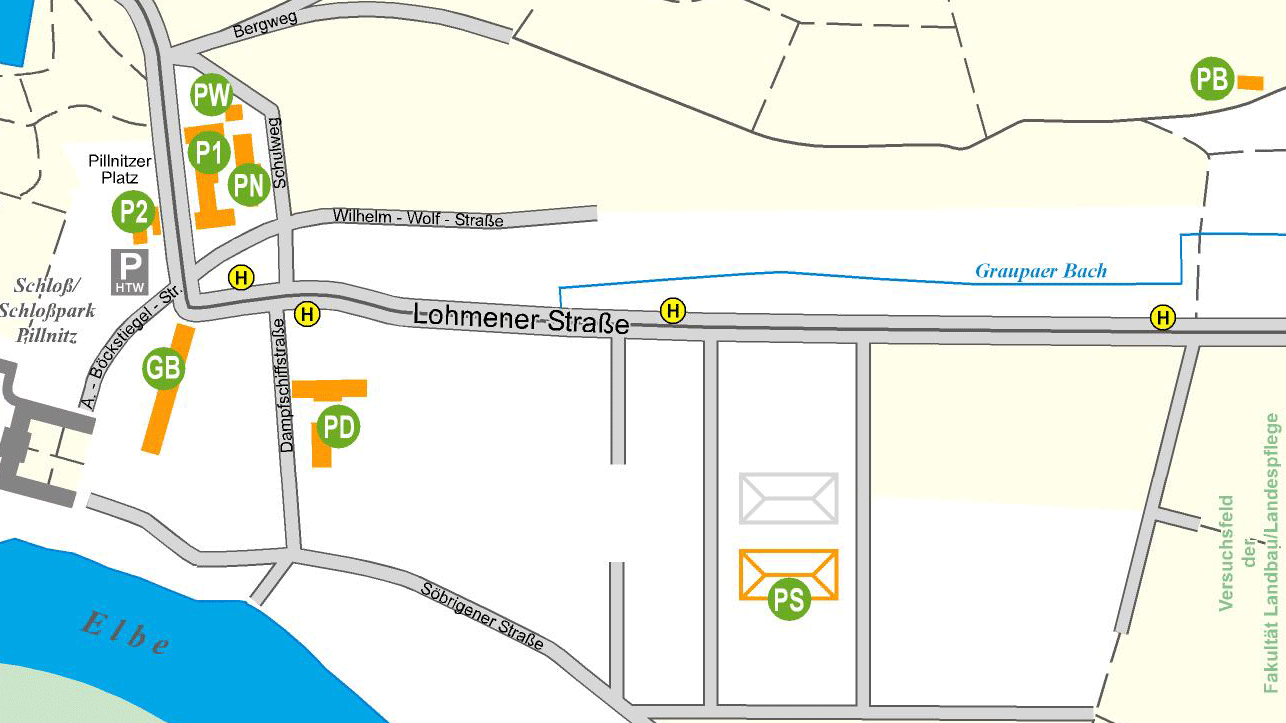 Bergweg
PB
PW
Schulweg
P1
PN
Pillnitzer
Platz
P2
Wilhelm - Wolf - Straße
P
HTW
H
Graupaer Bach
Schloß/
Schloßpark
Pillnitz
A. - Böckstiegel - Str.
H
Lohmener Straße
H
H
GB
Dampfschiffstraße
PD
PS
Versuchsfeld
der
Fakultät Landbau/Landespflege
Söbrigener Straße
Elbe